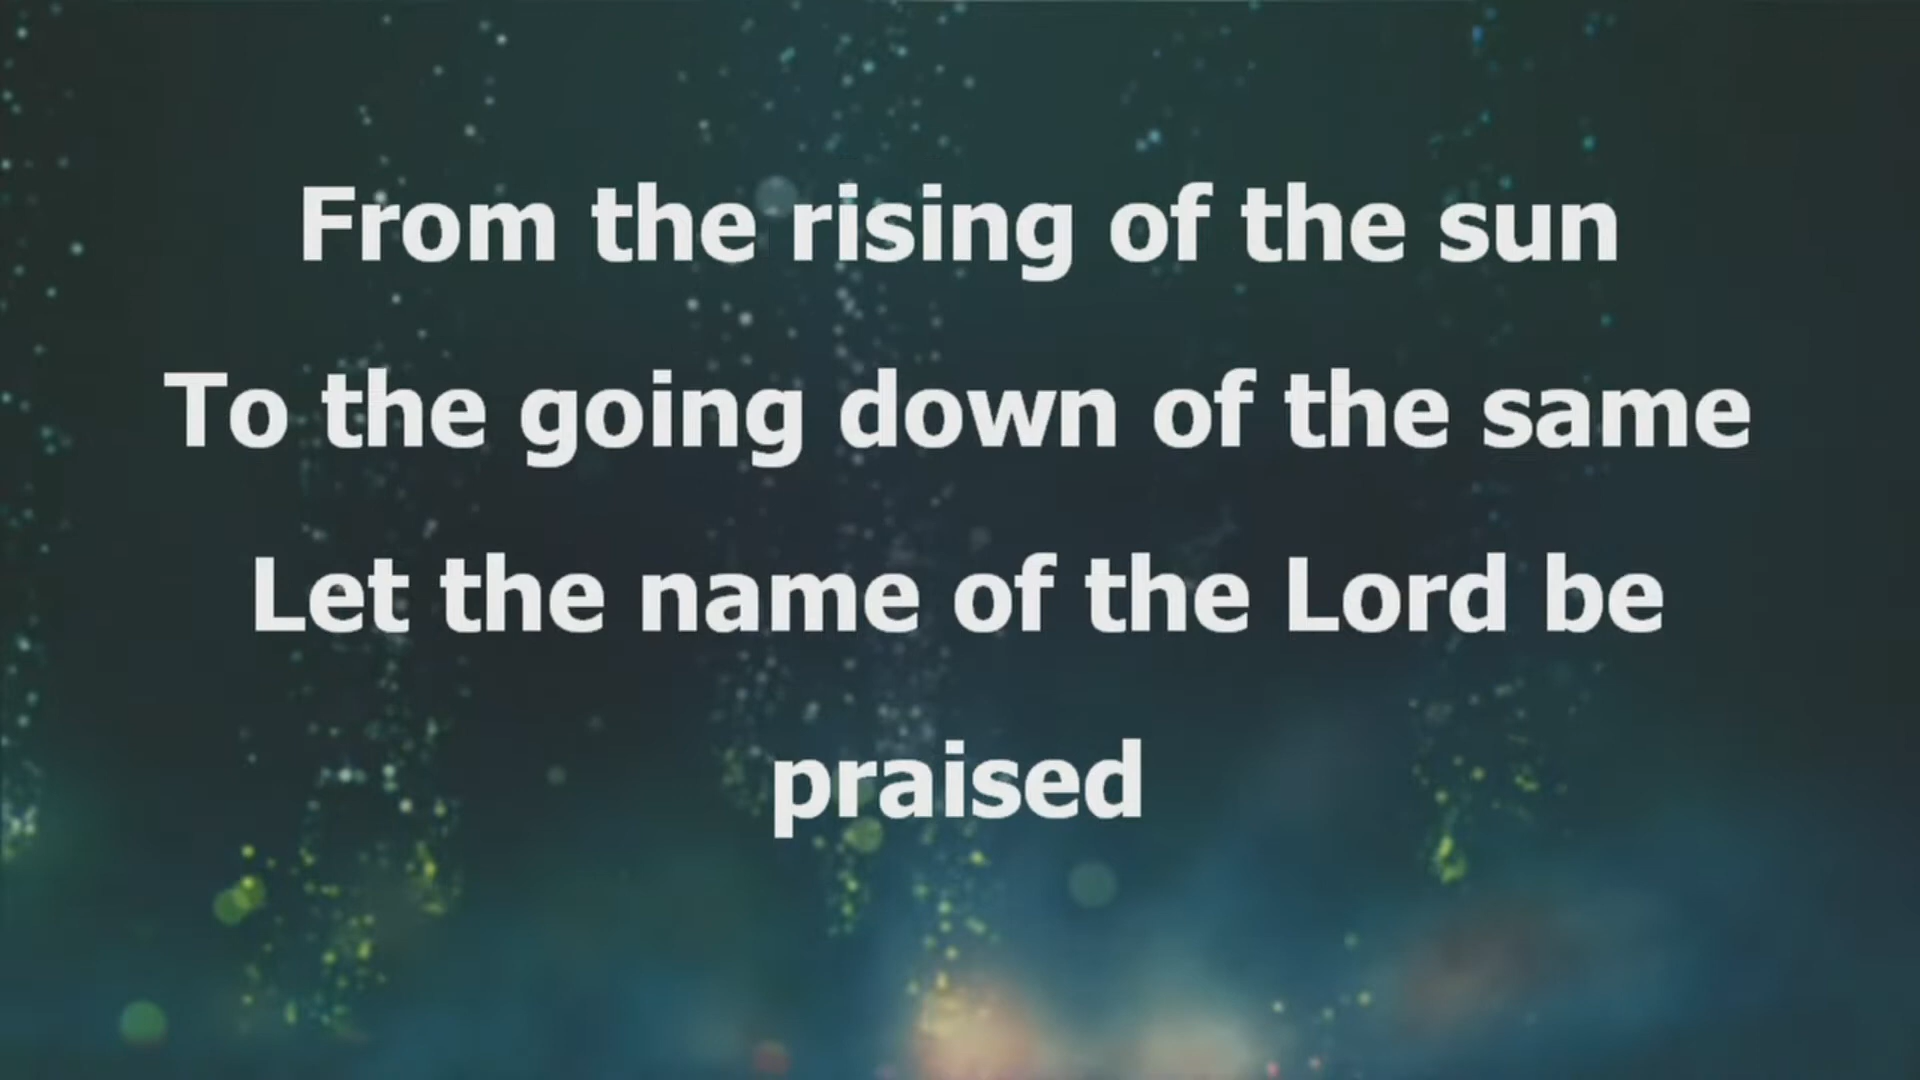 From the rising of the sun
To the going down of the same
Let the name of the Lord be
praised